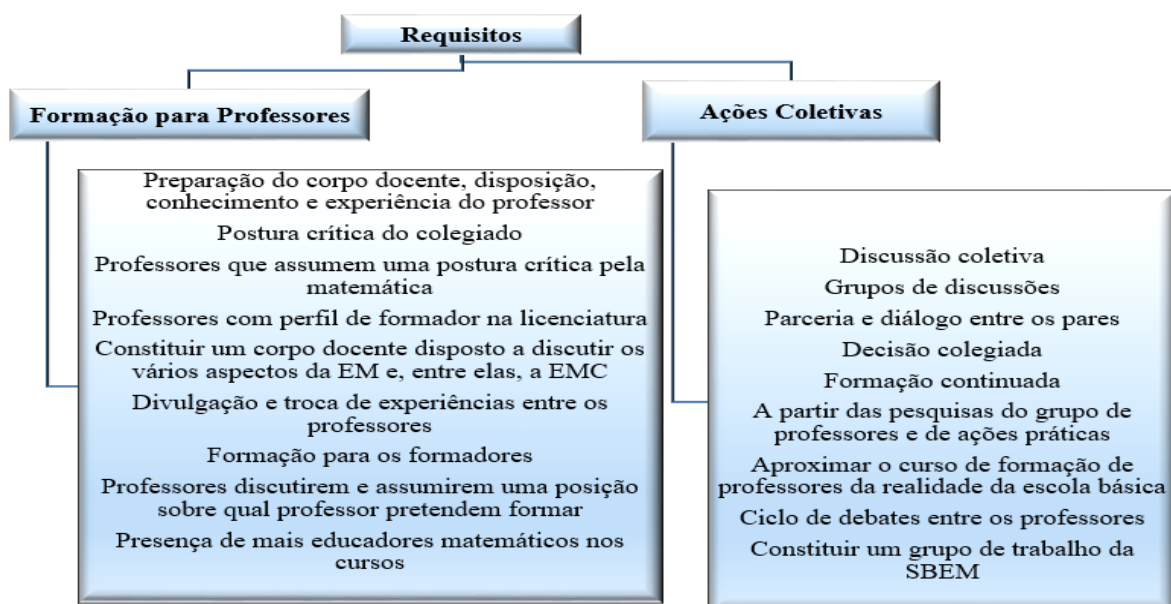 Requisitos
Formação para Professores
Preparação do corpo docente, disposição,
conhecimento e experiência do professor
Postura crítica do colegiado
Professores que assumem uma postura crítica pela
matemática
Professores com perfil de formador na licenciatura
Constituir um corpo docente disposto a discutir os
vários aspectos da EM e, entre elas, a EMC
Divulgação e troca de experiências entre os
professores
Formação para os formadores
Professores discutirem e assumirem uma posição
sobre qual professor pretendem formar
Presença de mais educadores matemáticos nos
cursos
Ações Coletivas
Discussão coletiva
Grupos de discussões
Parceria e diálogo entre os pares
Decisão colegiada
Formação continuada
A partir das pesquisas do grupo de
professores e de ações práticas
Aproximar o curso de formação de
professores da realidade da escola básica
Ciclo de debates entre os professores
Constituir um grupo de trabalho da
SBEM